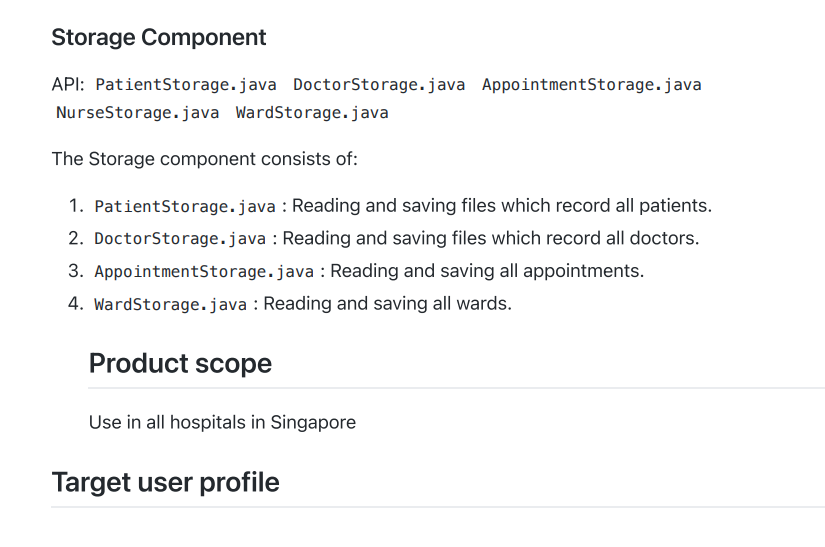 Storage Component
API: PatientStorage.java DoctorStorage.java AppointmentStorage.java
NurseStorage.java WardStorage.java
The Storage component consists of:
1. PatientStorage.java : Reading and saving files which record all patients.
2. DoctorStorage.java : Reading and saving files which record all doctors.
3. AppointmentStorage.java : Reading and saving all appointments.
4. WardStorage.java : Reading and saving all wards.
Product scope
Use in all hospitals in Singapore
Target user profile